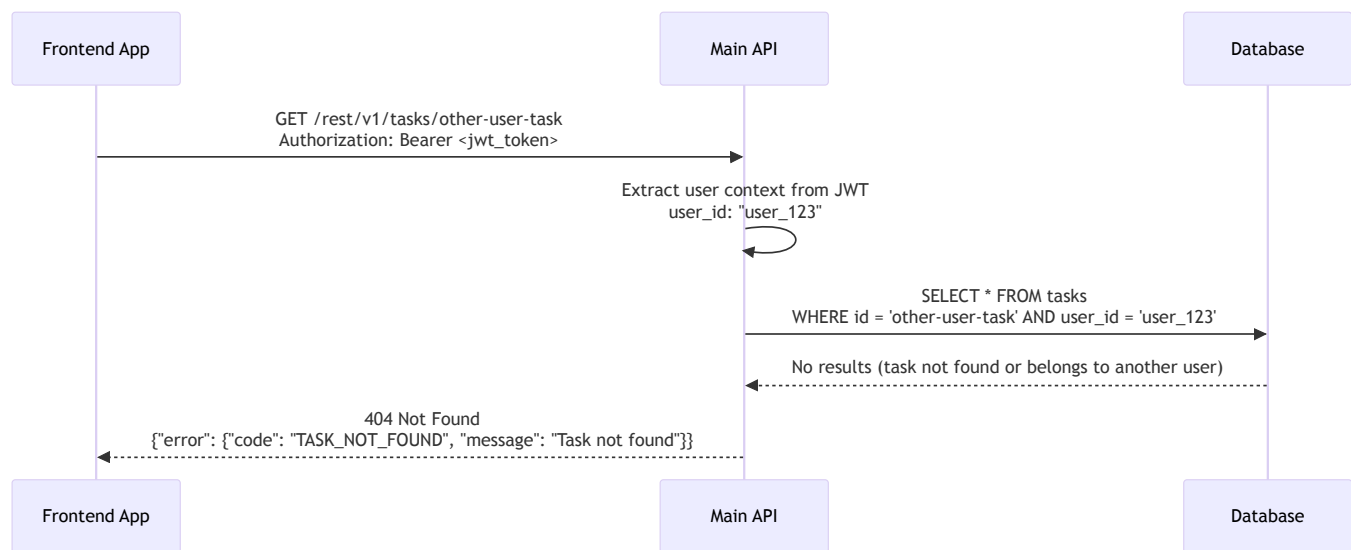 Frontend App
Main API
Database
GET /rest/v1/tasks/other-user-task
Authorization: Bearer <jwt_token>
Extract user context from JWT
user_id: "user_123"
SELECT * FROM tasks
WHERE id = 'other-user-task' AND user_id = 'user_123'
No results (task not found or belongs to another user)
404 Not Found
{"error": {"code": "TASK_NOT_FOUND", "message": "Task not found"}}
Frontend App
Main API
Database